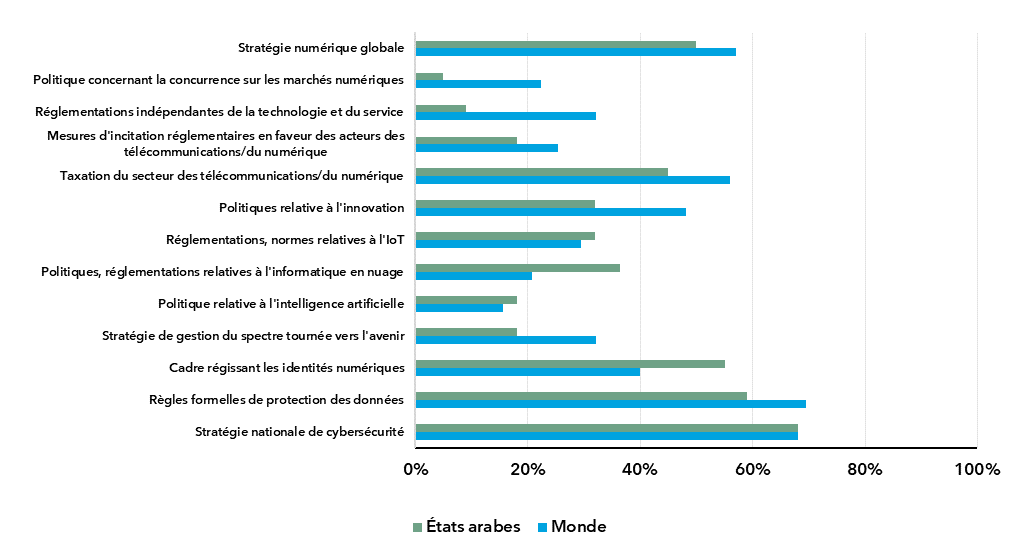 Stratégie numérique globale
Politique concernant la concurrence sur les marchés numériques
Réglementations indépendantes de la technologie et du service
Mesures d'incitation réglementaires en faveur des acteurs des
télécommunications/du numérique
Taxation du secteur des télécommunications/du numérique
Politiques relative à l'innovation
Réglementations, normes relatives à l'IoT
Politiques, réglementations relatives à l'informatique en nuage
Politique relative à l'intelligence artificielle
Stratégie de gestion du spectre tournée vers l'avenir
Cadre régissant les identités numériques
Règles formelles de protection des données
Stratégie nationale de cybersécurité
0% 20% 40% 60% 80% 100%
États arabes Monde